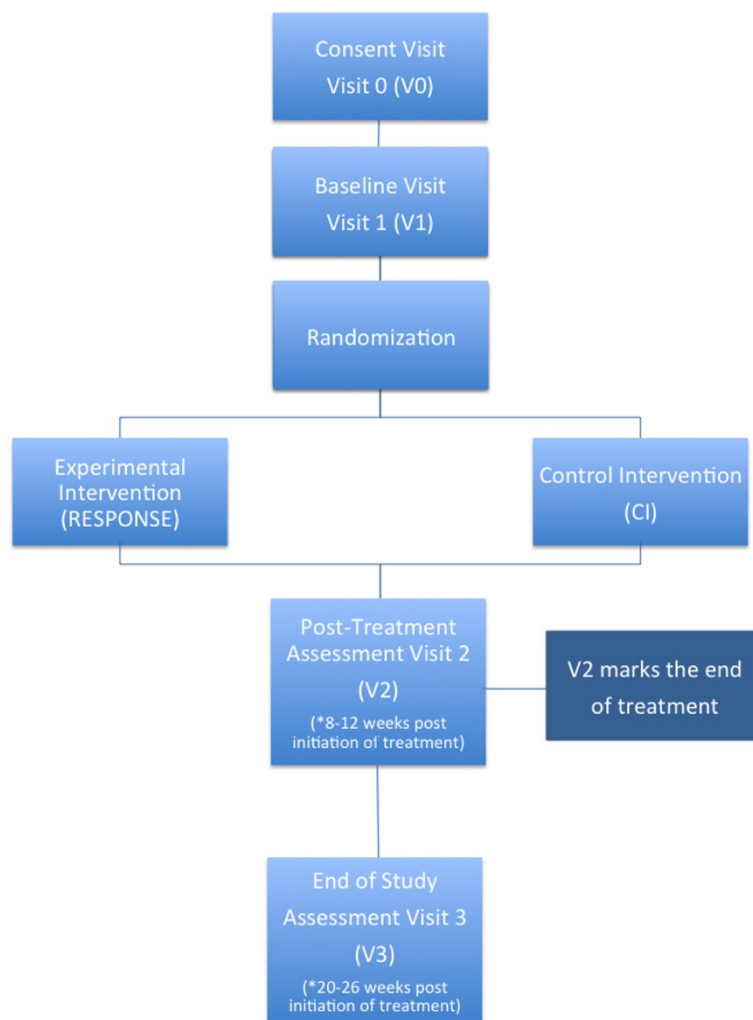 Consent Visit
Visit 0 (V0)
Baseline Visit
Visit 1 (V1)
Randomization
Experimental
Intervention
(RESPONSE)
Control Intervention
(CI)
Post-Treatment
Assessment Visit 2
(V2)
(*8-12 weeks post
initiation of treatment)
V2 marks the end
of treatment
End of Study
Assessment Visit 3
(V3)
(*20-26 weeks post
initiation of treatment)